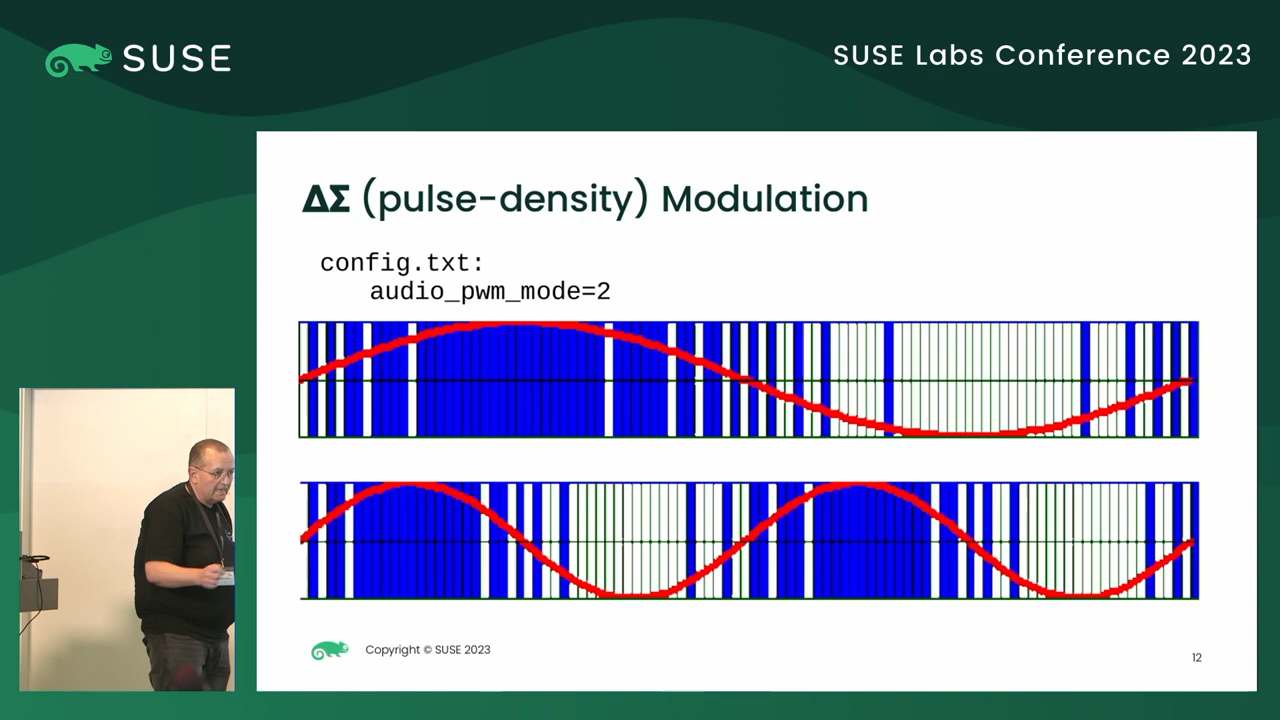 SUSE
SUSE Labs Conference 2023
ΔΣ (pulse-density) Modulation
config.txt:
audio_pwm_mode=2
Copyright © SUSE 2023
12